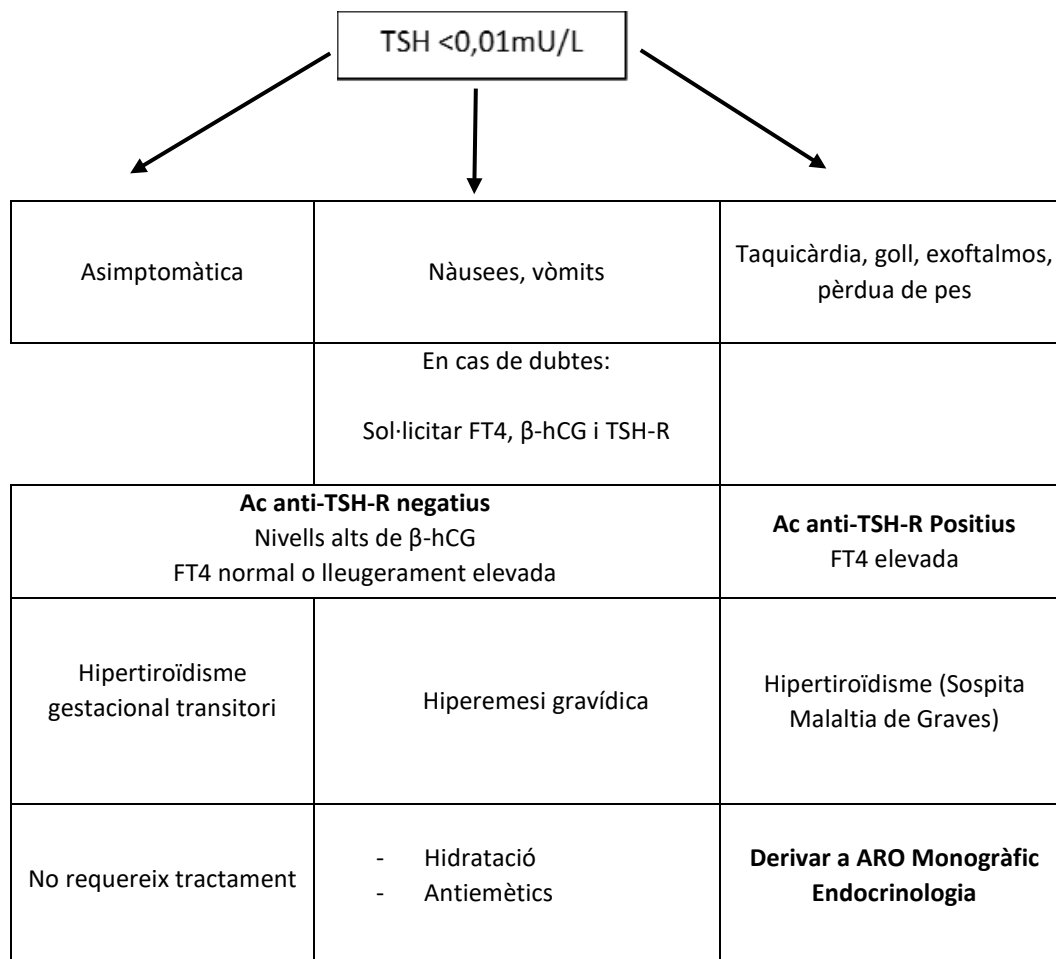 TSH <0,01mU/L
Asimptomàtica
Nàusees, vòmits
Taquicàrdia, goll, exoftalmos,
pèrdua de pes
En cas de dubtes:
Sol·licitar FT4, β-hCG i TSH-R
Ac anti-TSH-R negatius
Nivells alts de β-hCG
FT4 normal o lleugerament elevada
Ac anti-TSH-R Positius
FT4 elevada
Hipertiroïdisme
gestacional transitori
Hiperemesi gravídica
Hipertiroïdisme (Sospita
Malaltia de Graves)
No requereix tractament
- Hidratació
- Antiemètics
Derivar a ARO Monogràfic
Endocrinologia